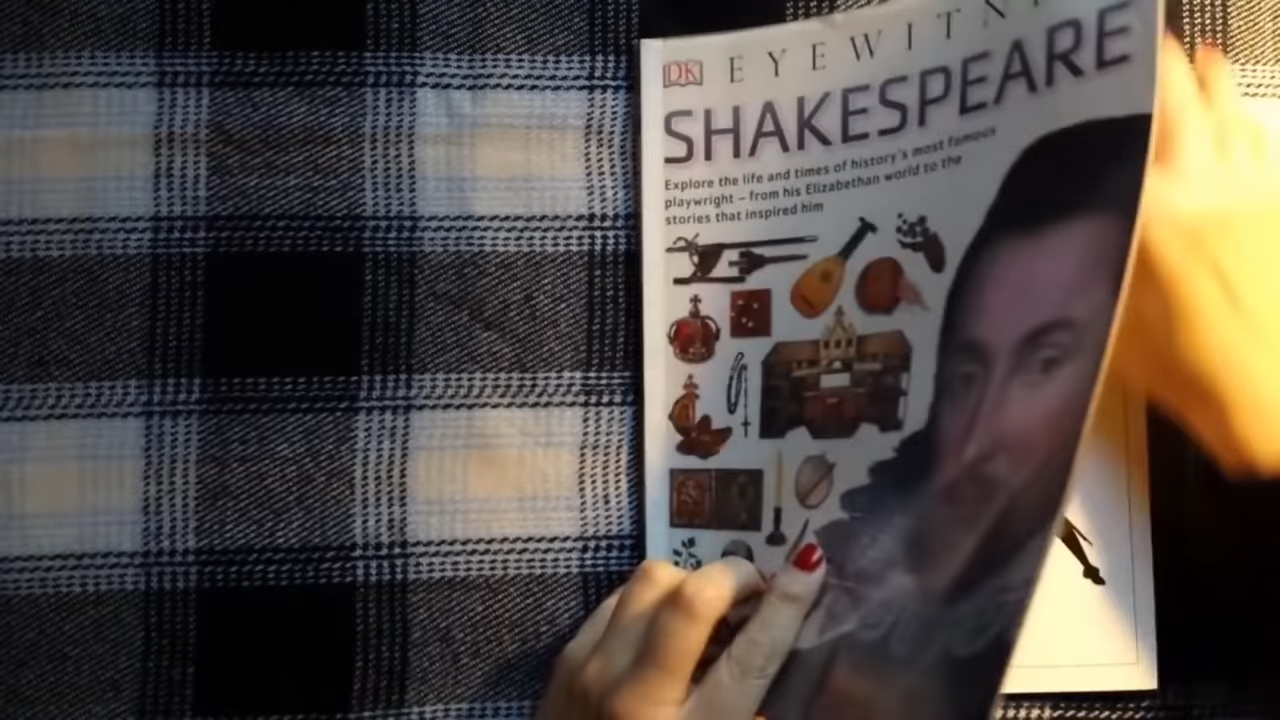 DK EYEWITN
SHAKESPEARE
Explore the life and times of history's most famous
playwright – from his Elizabethan world to the
stories that inspired him